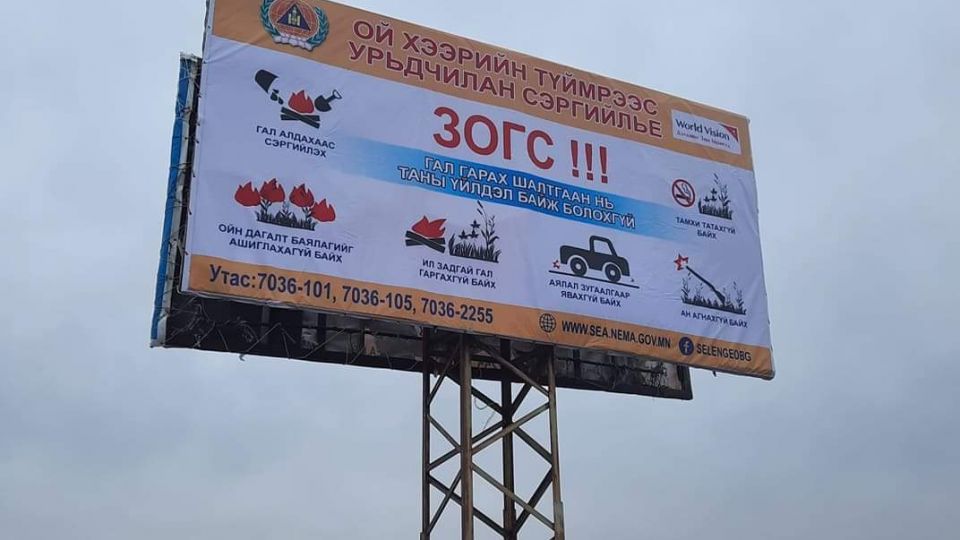 ОЙ ХЭЭРИЙН ТҮЙМРЭЭС
УРЬДЧИЛАН СЭРГИЙЛЬЕ
World Vision
ЗОГС !!!
ГАЛ ГАРАХ ШАЛТГААН НЬ
ТАНЫ ҮЙЛДЭЛ БАЙЖ БОЛОХГҮЙ
ГАЛ АЛДАХААС
СЭРГИЙЛЭХ
ТАМХИ ТАТАХГҮЙ
БАЙХ
ОЙН ДАГАЛТ БАЯЛАГИЙГ
АШИГЛАХАГҮЙ БАЙХ
ИЛ ЗАДГАЙ ГАЛ
ГАРГАХГҮЙ БАЙХ
АЯЛАЛ ЗУГААЛГААР
ЯВАХГҮЙ БАЙХ
АН АГНАХГҮЙ БАЙХ
Утас:7036-101, 7036-105, 7036-2255
WWW.SEA.NEMA.GOV.MN
SELENGEOBG